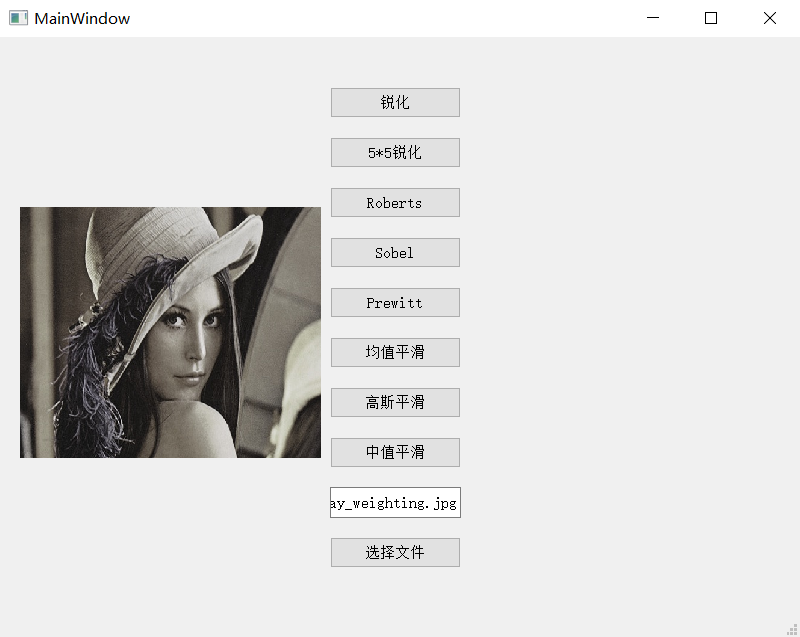 MainWindow
锐化
5*5锐化
Roberts
Sobel
Prewitt
均值平滑
高斯平滑
中值平滑
ay_weighting.jpg
选择文件